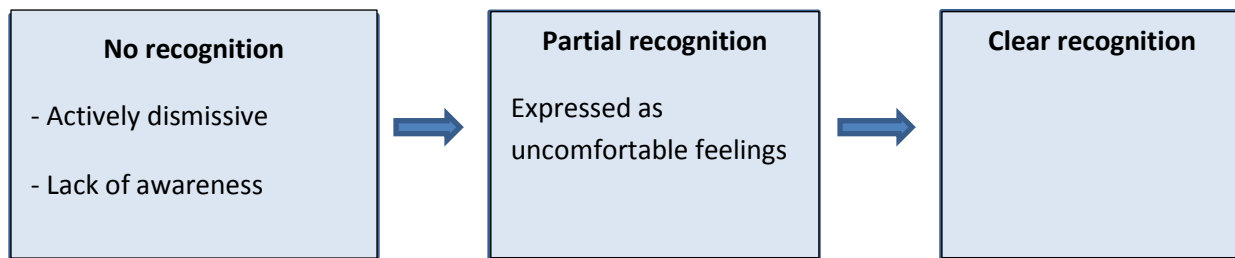 No recognition
- Actively dismissive
- Lack of awareness
Partial recognition
Expressed as
uncomfortable feelings
Clear recognition